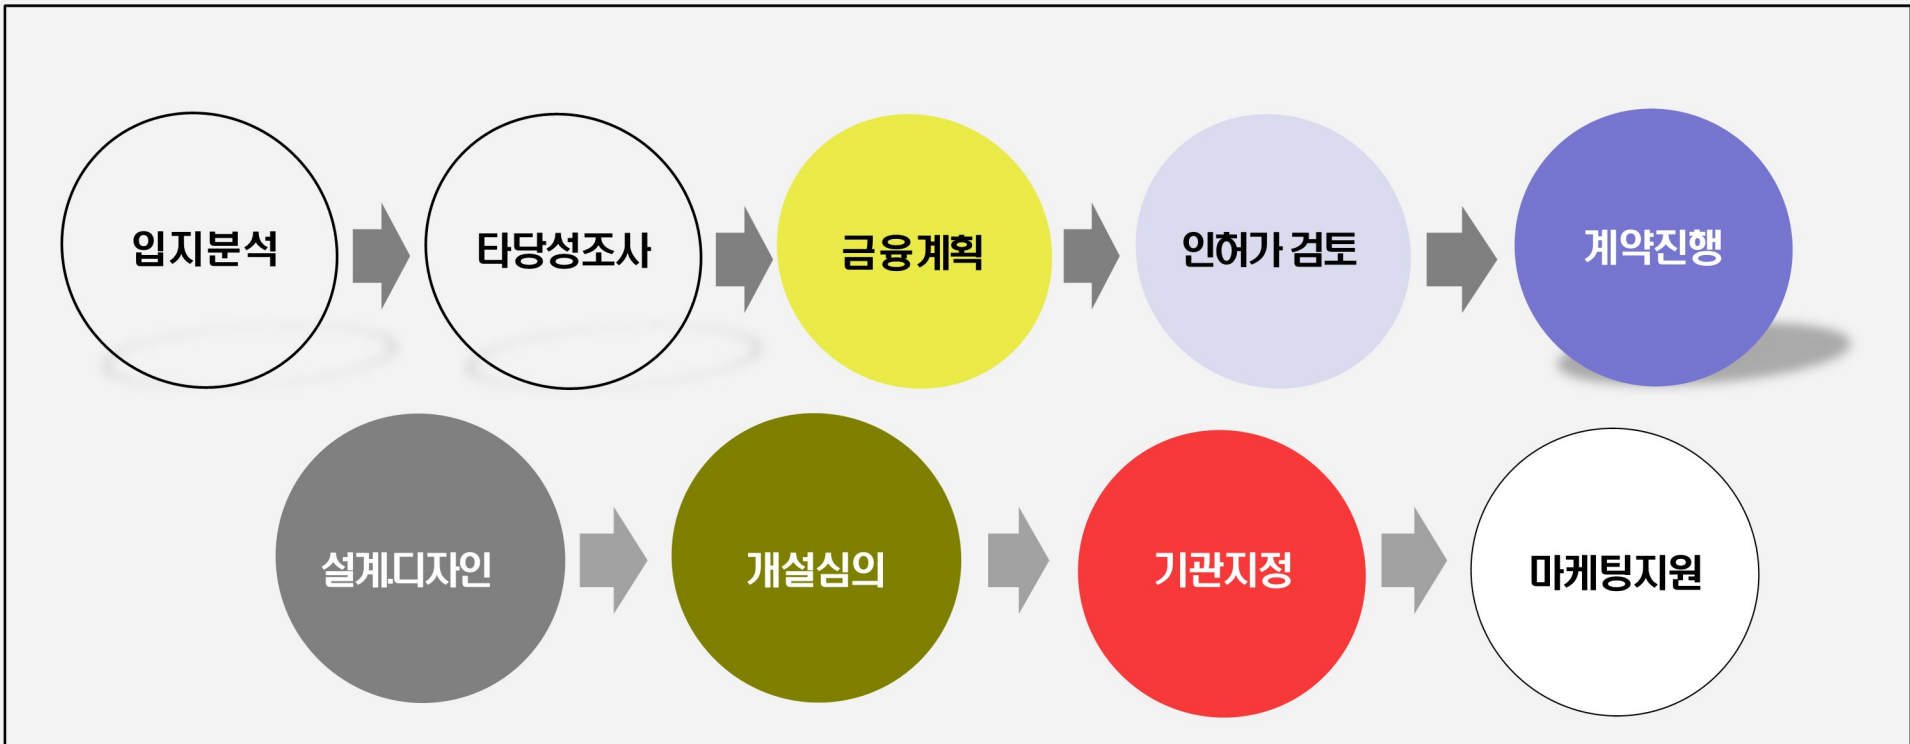 입지분석
타당성조사
금융계획
인허가 검토
계약진행
설계.디자인
개설심의
기관지정
마케팅지원